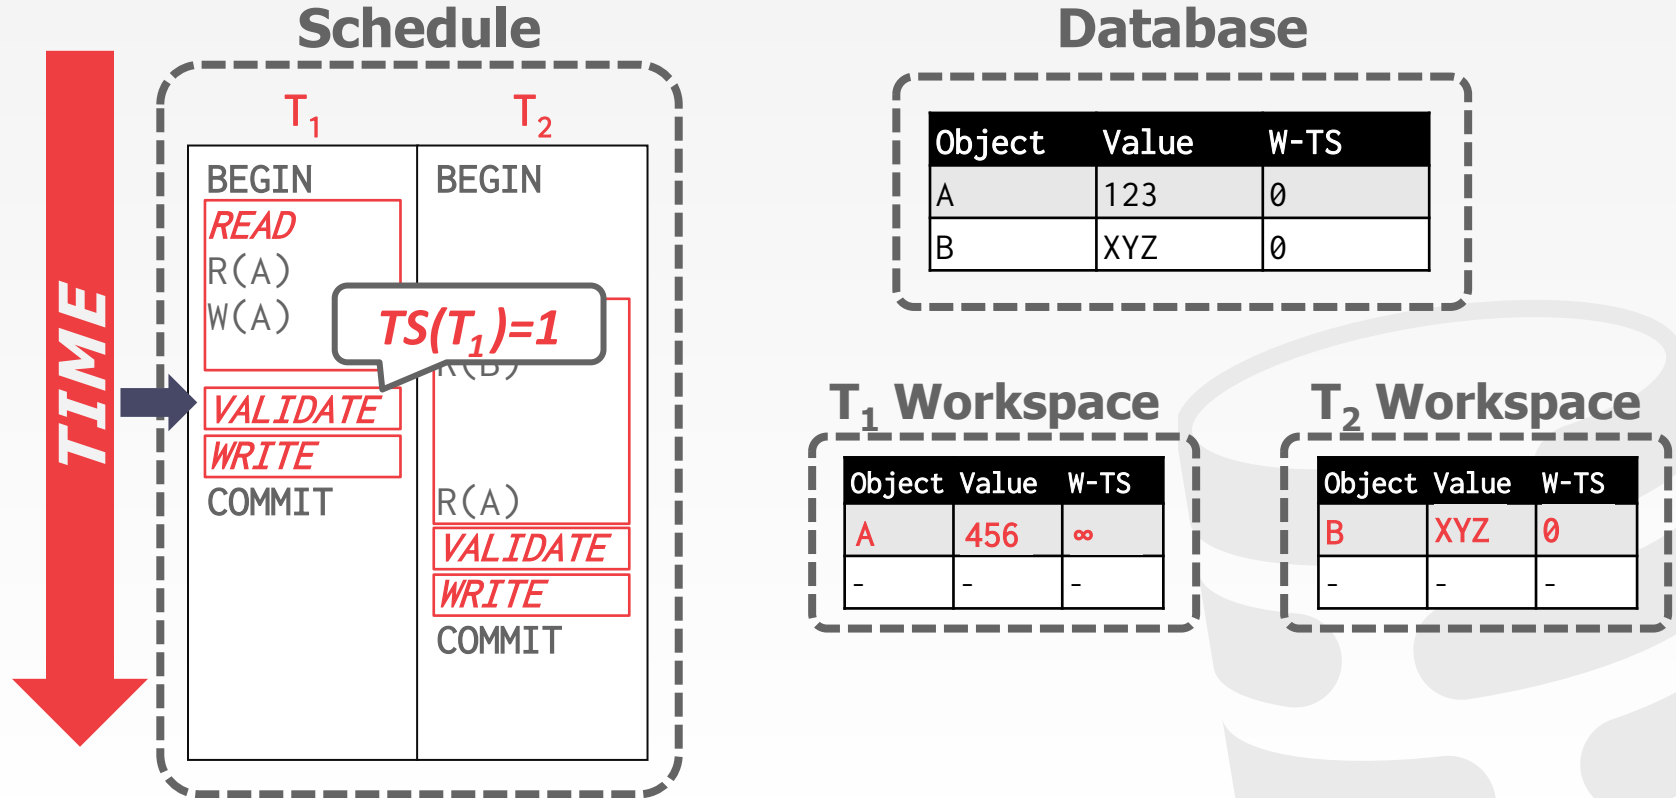 Schedule
Database
TIME
T1 T2
BEGIN BEGIN
READ
R(A)
W(A)
TS(T1)=1
R(B)
VALIDATE
WRITE
COMMIT R(A)
VALIDATE
WRITE
COMMIT
Object Value W-TS
A 123 0
B XYZ 0
T1 Workspace
Object Value W-TS
A 456 ∞
- - -
T2 Workspace
Object Value W-TS
B XYZ 0
- - -